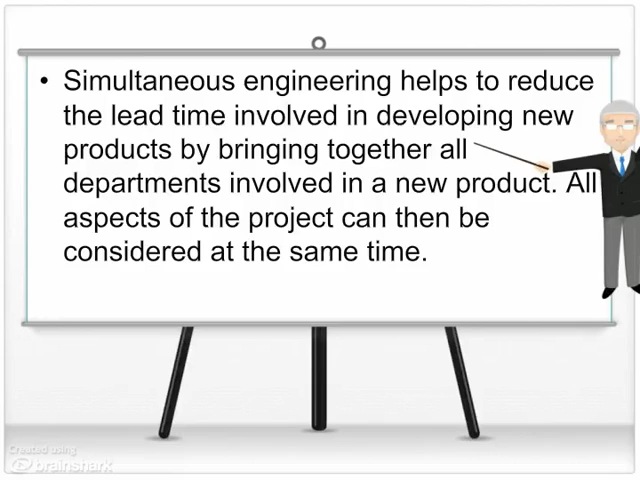 • Simultaneous engineering helps to reduce
the lead time involved in developing new
products by bringing together all
departments involved in a new product. All
aspects of the project can then be
considered at the same time.
Created using
brainshark